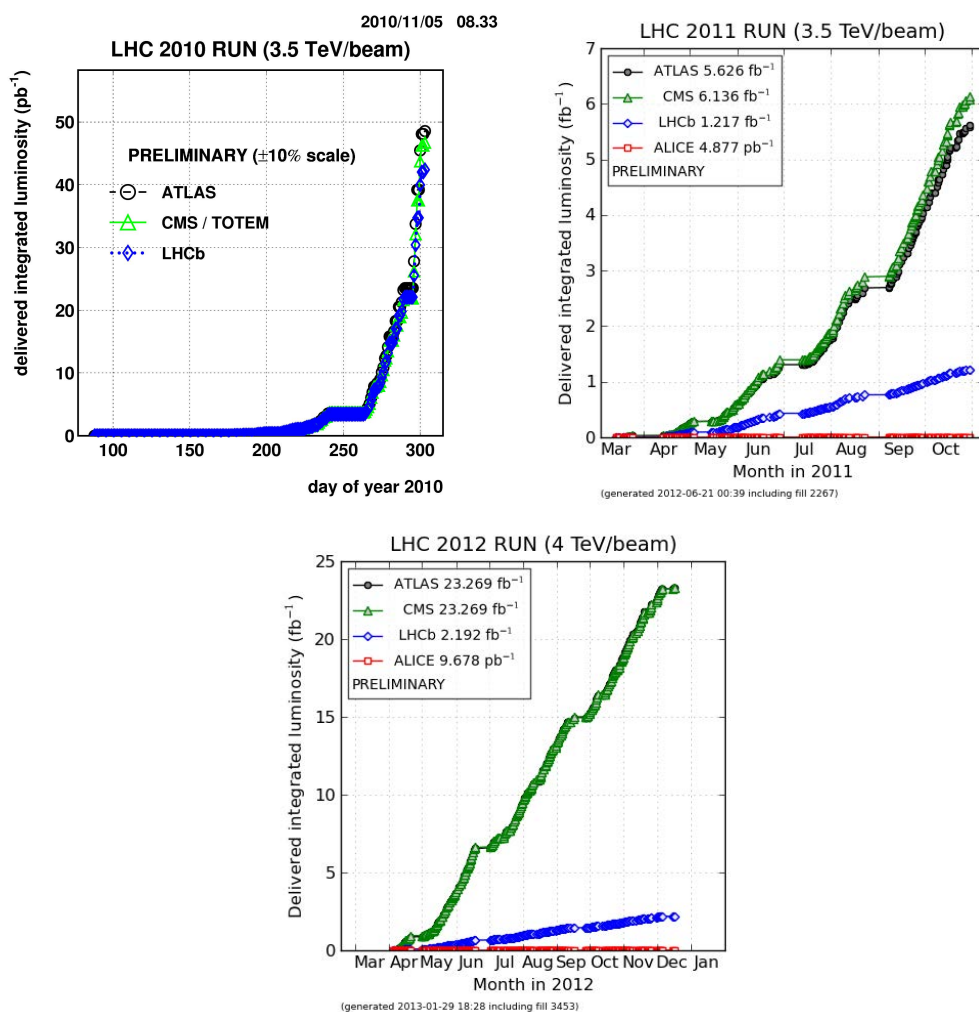 2010/11/05 08.33
LHC 2010 RUN (3.5 TeV/beam)
delivered integrated luminosity (pb⁻¹)
50
40
30
20
10
0
PRELIMINARY (±10% scale)
ATLAS
CMS / TOTEM
LHCb
100 150 200 250 300
day of year 2010
LHC 2011 RUN (3.5 TeV/beam)
Delivered integrated luminosity (fb⁻¹)
7
6
5
4
3
2
1
0
ATLAS 5.626 fb⁻¹
CMS 6.136 fb⁻¹
LHCb 1.217 fb⁻¹
ALICE 4.877 pb⁻¹
PRELIMINARY
Mar Apr May Jun Jul Aug Sep Oct
Month in 2011
(generated 2012-06-21 00:39 including fill 2267)
LHC 2012 RUN (4 TeV/beam)
Delivered integrated luminosity (fb⁻¹)
25
20
15
10
5
0
ATLAS 23.269 fb⁻¹
CMS 23.269 fb⁻¹
LHCb 2.192 fb⁻¹
ALICE 9.678 pb⁻¹
PRELIMINARY
Mar Apr May Jun Jul Aug Sep Oct Nov Dec Jan
Month in 2012
(generated 2013-01-29 18:28 including fill 3453)